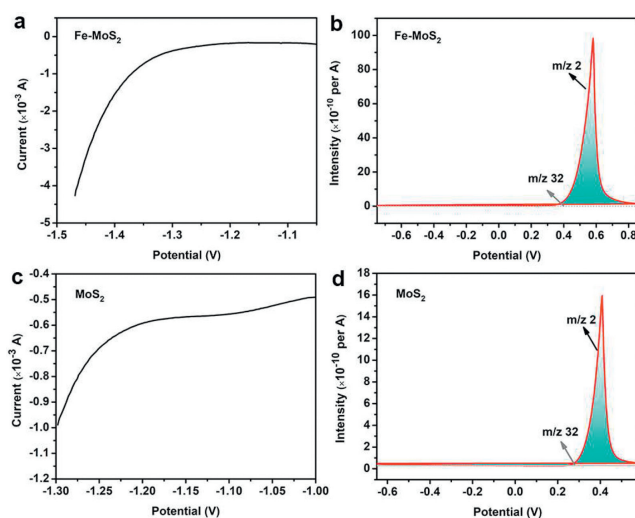 a
Fe-MoS2
Current (×10⁻³ A)
0
-1
-2
-3
-4
-5
-1.5 -1.4 -1.3 -1.2 -1.1
Potential (V)
b
Fe-MoS2
Intensity (×10⁻¹⁰ per A)
100
80
60
40
20
0
m/z 2
m/z 32
-0.6 -0.4 -0.2 0.0 0.2 0.4 0.6 0.8
Potential (V)
c
MoS2
Current (×10⁻³ A)
-0.4
-0.5
-0.6
-0.7
-0.8
-0.9
-1.0
-1.1
-1.2
-1.30 -1.25 -1.20 -1.15 -1.10 -1.05 -1.00
Potential (V)
d
MoS2
Intensity (×10⁻¹⁰ per A)
16
14
12
10
8
6
4
2
0
m/z 2
m/z 32
-0.6 -0.4 -0.2 0.0 0.2 0.4
Potential (V)